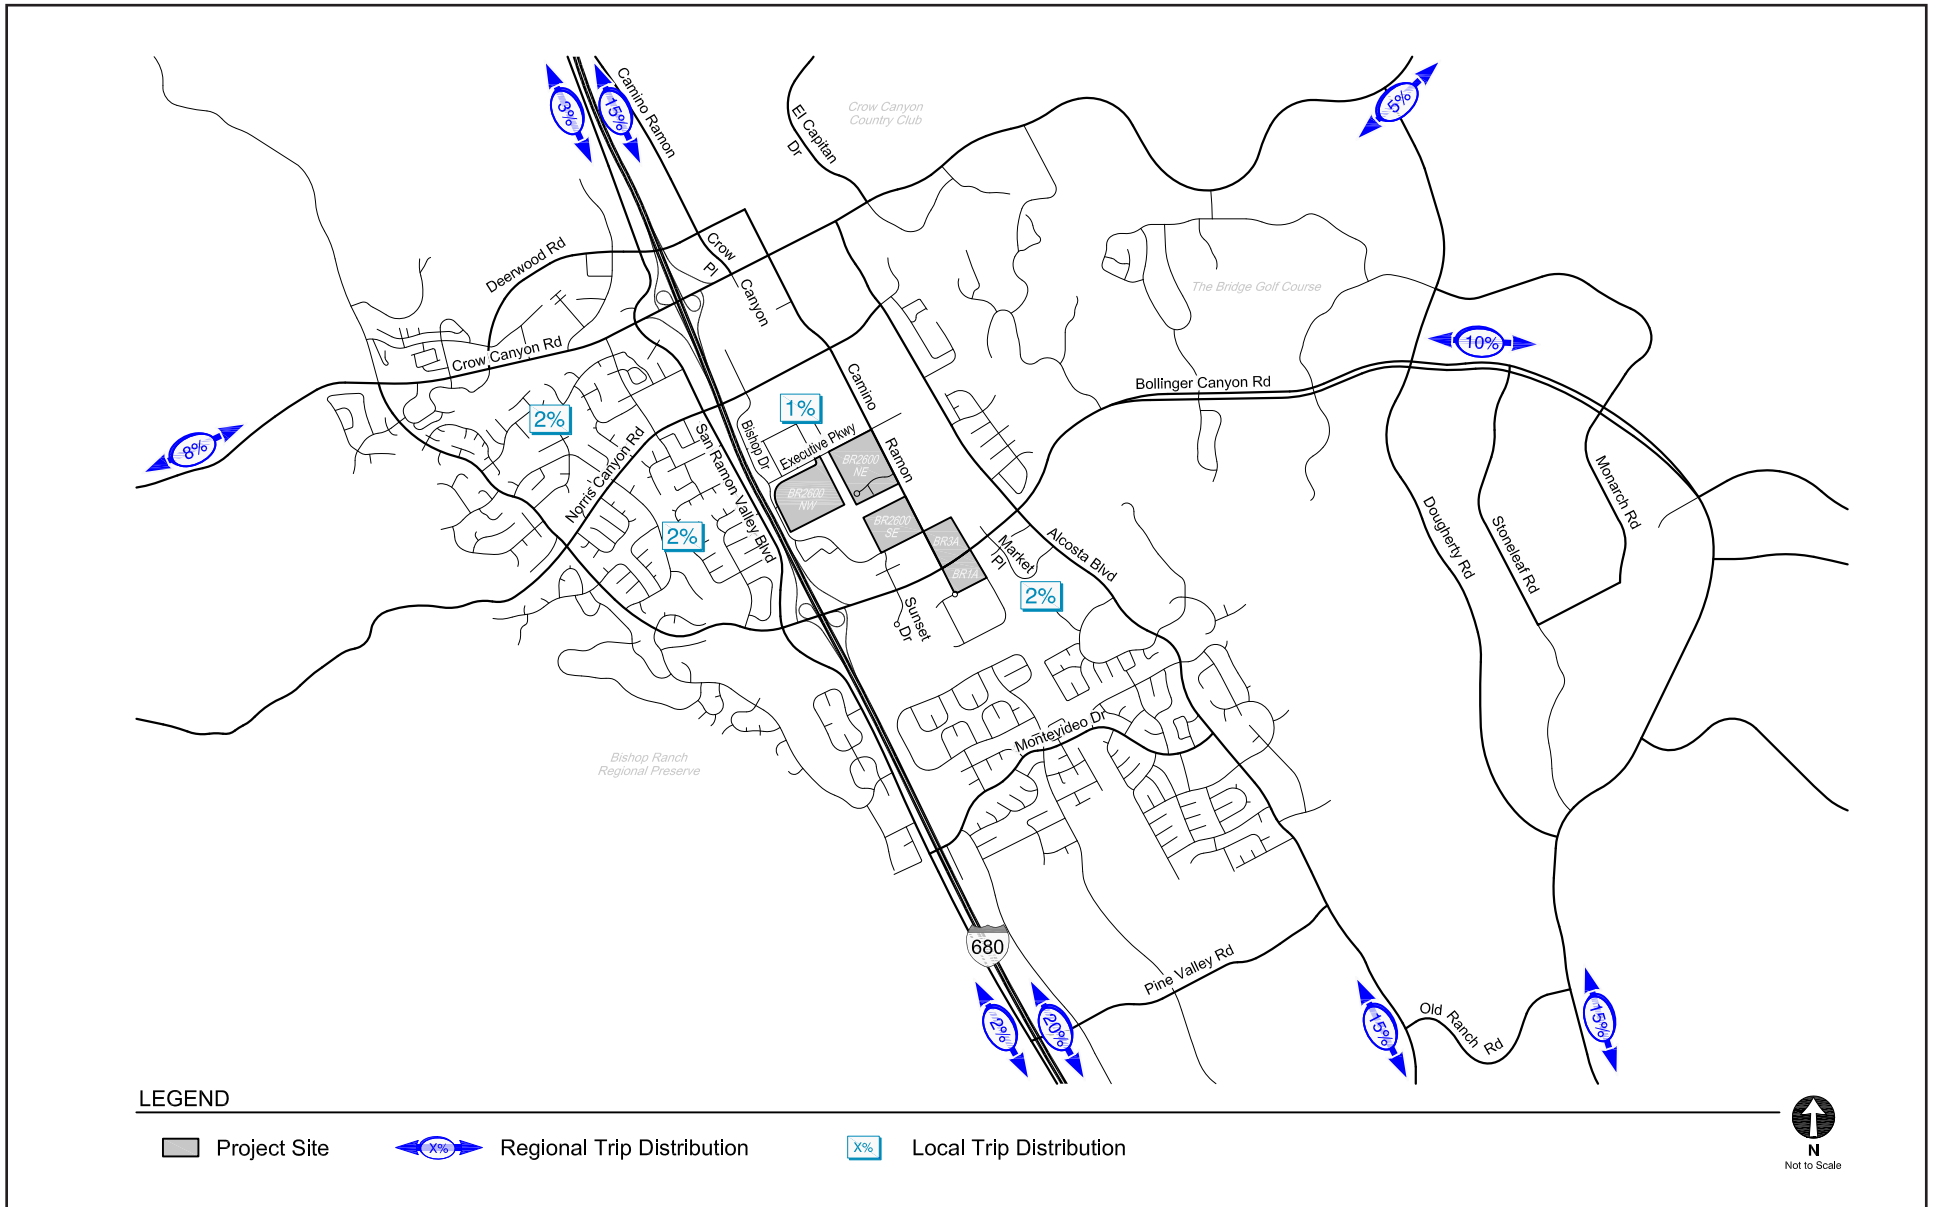 3%
15%
Camino Ramon
El Capitan
Dr
Crow Canyon
Country Club
5%
Deerwood Rd
Crow
Canyon
Pl
The Bridge Golf Course
10%
Crow Canyon Rd
Bollinger Canyon Rd
Camino
Ramon
1%
2%
8%
Norris Canyon Rd
San Ramon Valley Blvd
Bishop Dr
Executive Pkwy
BR2600
NE
BR2600
NW
BR2600
SE
BR3A
BR1A
2%
Market
Pl
Alcosta Blvd
2%
Sunset
Dr
Dougherty Rd
Stoneleaf Rd
Monarch Rd
Montevideo Dr
Bishop Ranch
Regional Preserve
680
Pine Valley Rd
2%
20%
15%
Old Ranch
Rd
15%
LEGEND
Project Site
X%
Regional Trip Distribution
X%
Local Trip Distribution
N
Not to Scale